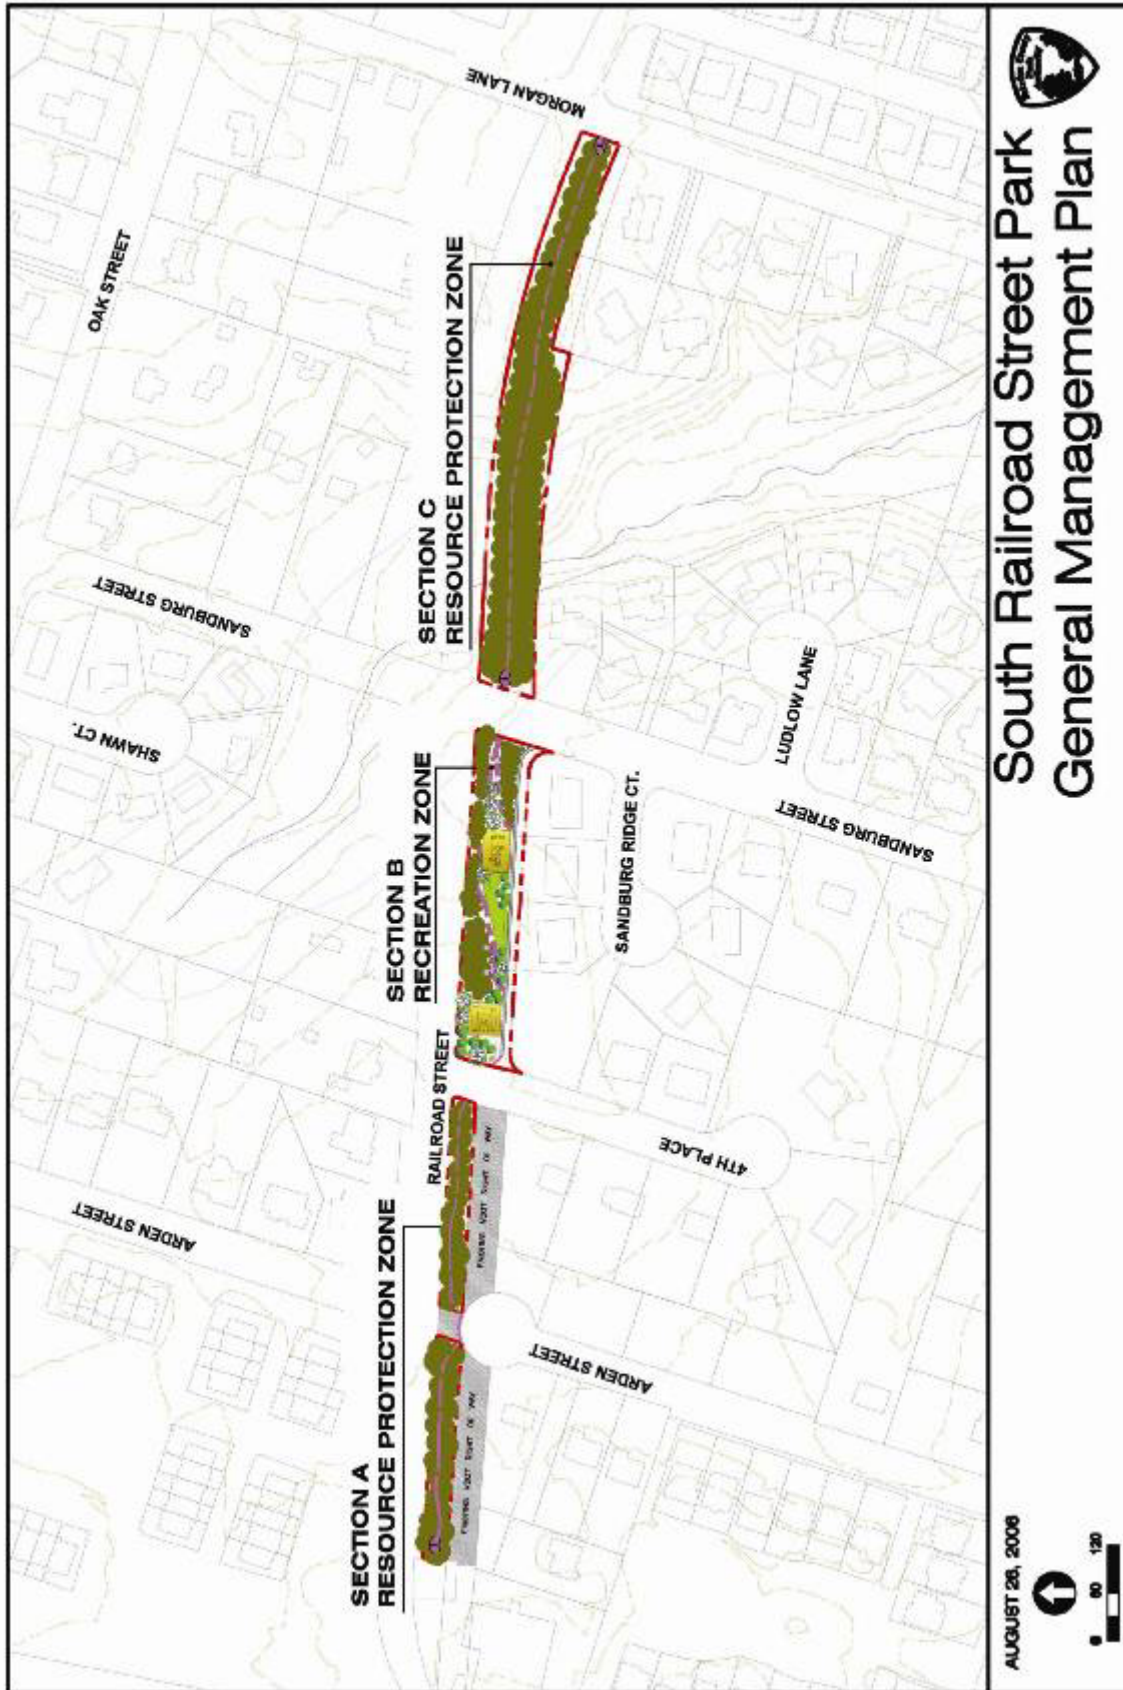 South Railroad Street Park
General Management Plan
AUGUST 26, 2008
0 60 120
SECTION A
RESOURCE PROTECTION ZONE
SECTION B
RECREATION ZONE
SECTION C
RESOURCE PROTECTION ZONE
ARDEN STREET
RAILROAD STREET
SHAWN CT.
SANDBURG STREET
OAK STREET
MORGAN LANE
ARDEN STREET
4TH PLACE
SANDBURG RIDGE CT.
SANDBURG STREET
LUDLOW LANE